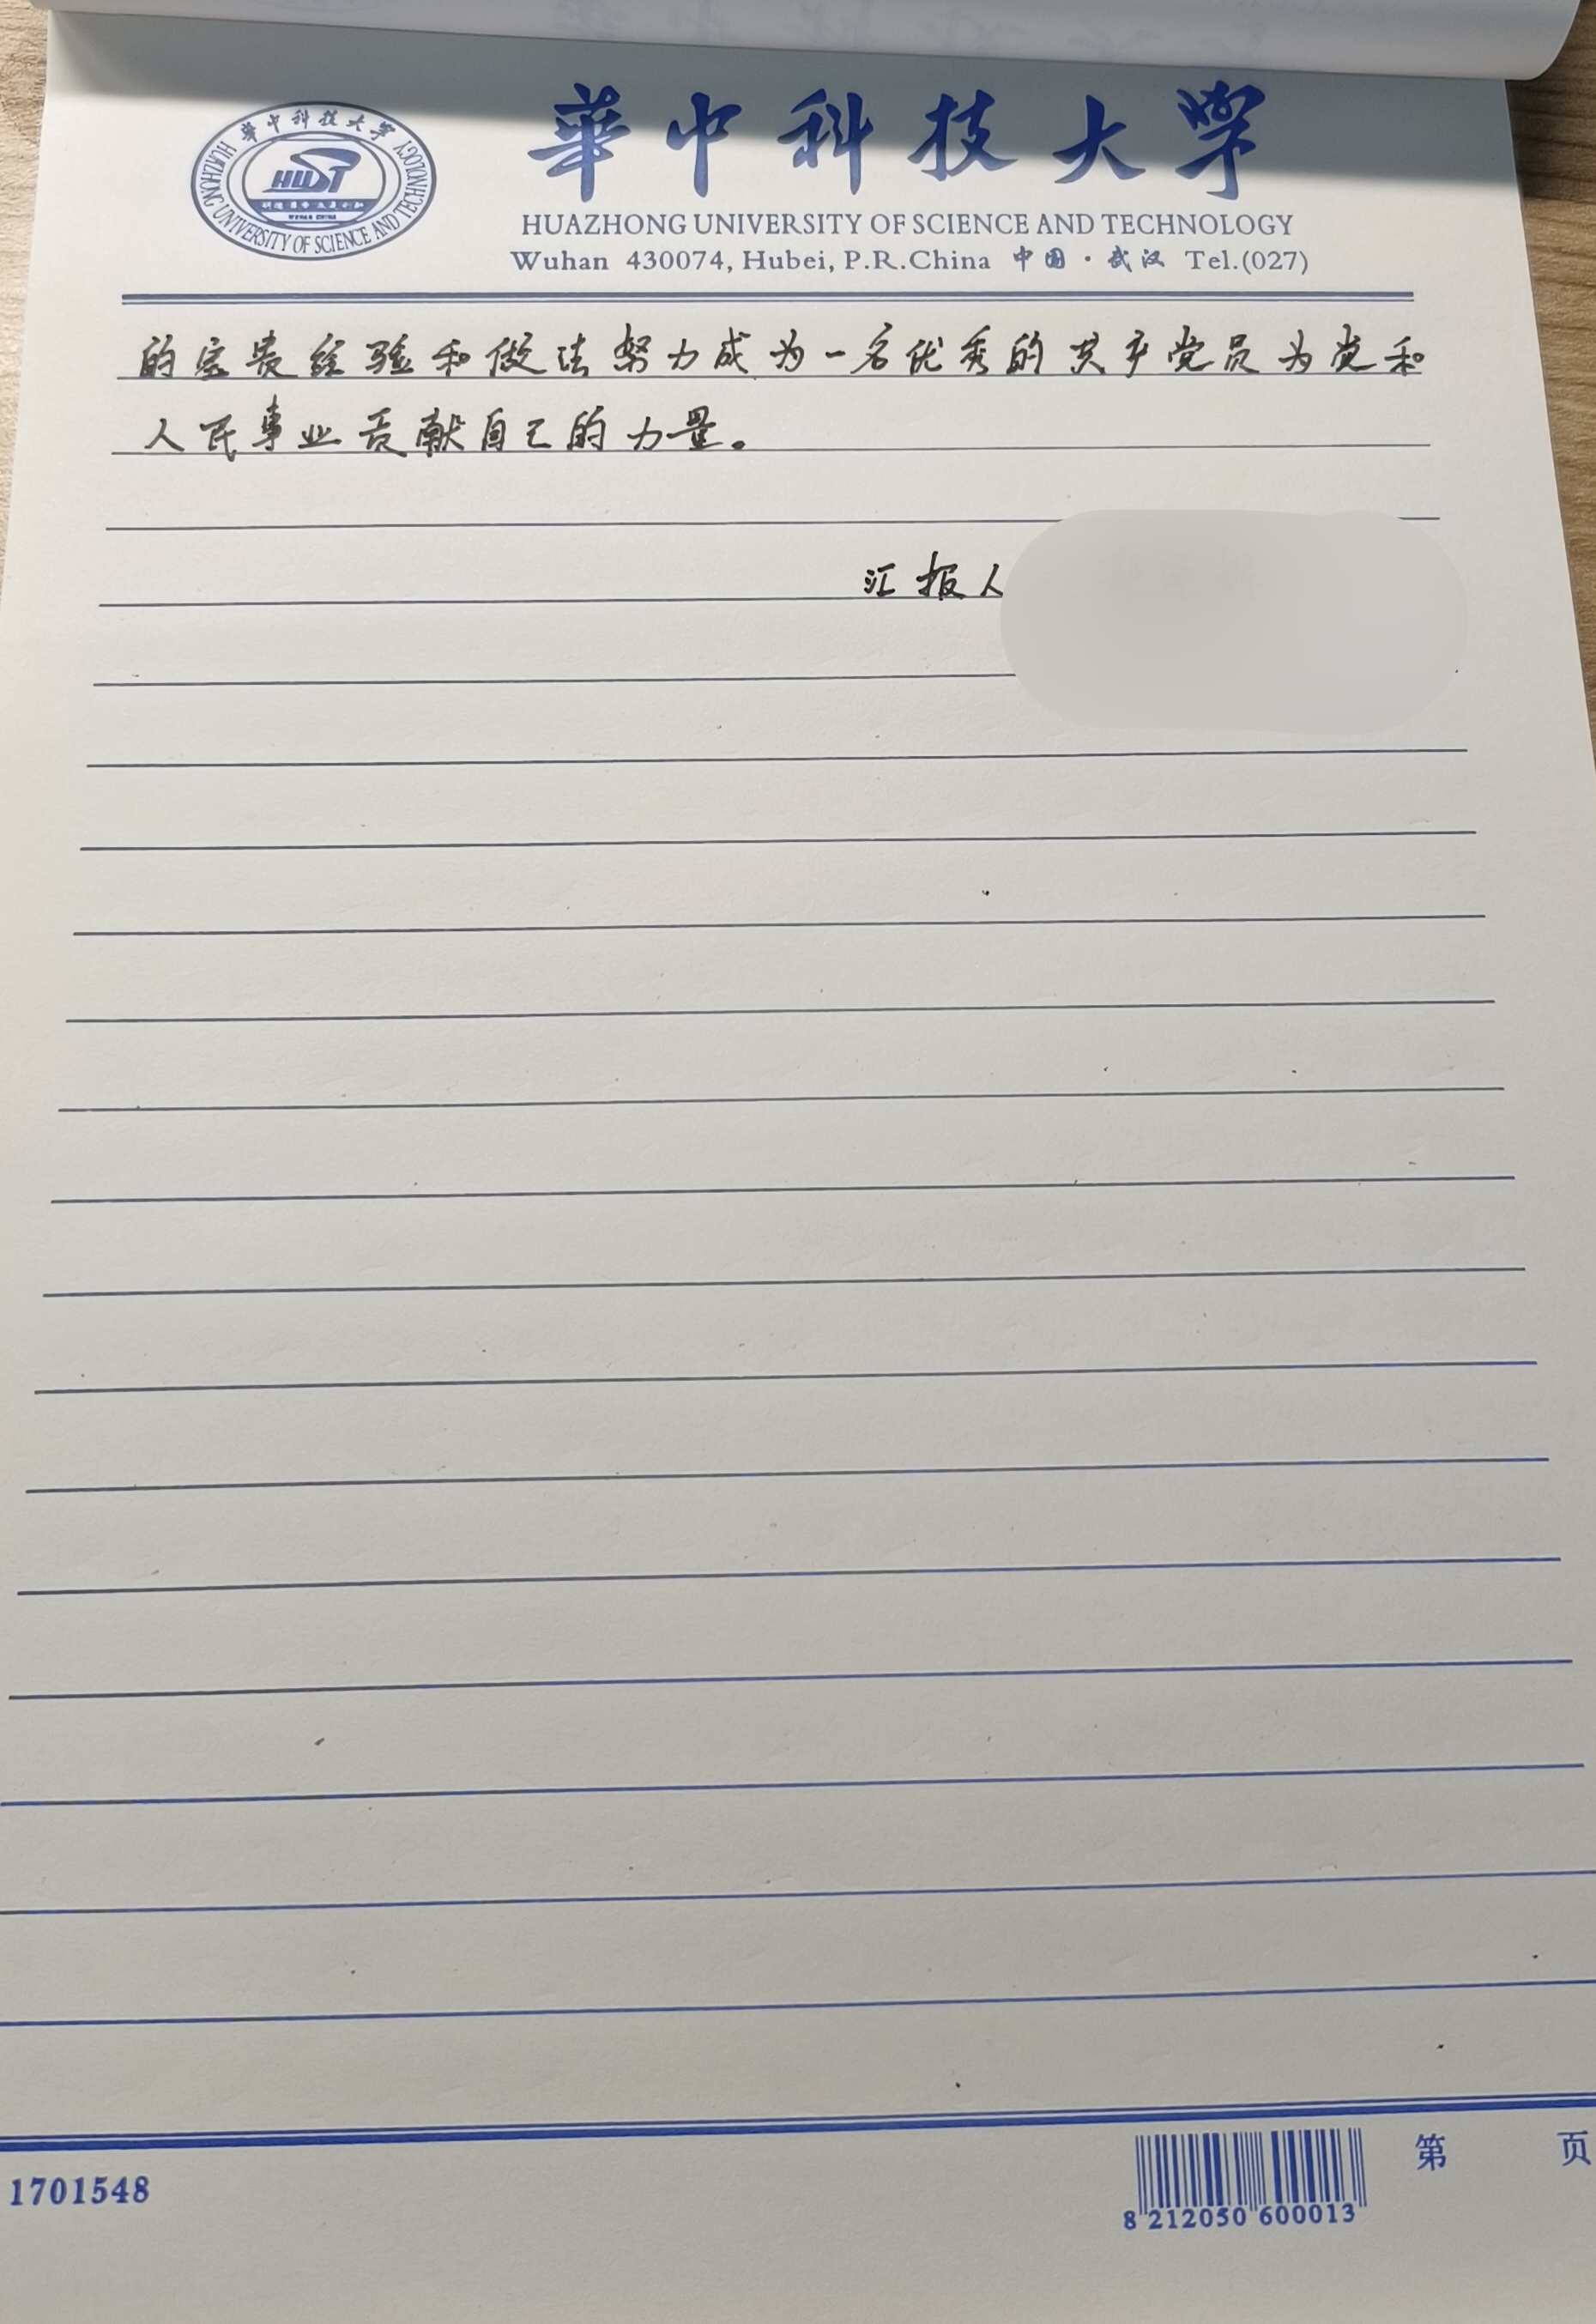 華中科技大学
HUAZHONG UNIVERSITY OF SCIENCE AND TECHNOLOGY
HUST
WUHAN CHINA
華中科技大学
HUAZHONG UNIVERSITY OF SCIENCE AND TECHNOLOGY
Wuhan 430074, Hubei, P.R.China 中国·武汉 Tel.(027)
的宝贵经验和做法努力成为一名优秀的共产党员为党和
人民事业贡献自己的力量。
汇报人
1701548
8 212050 600013
第 页